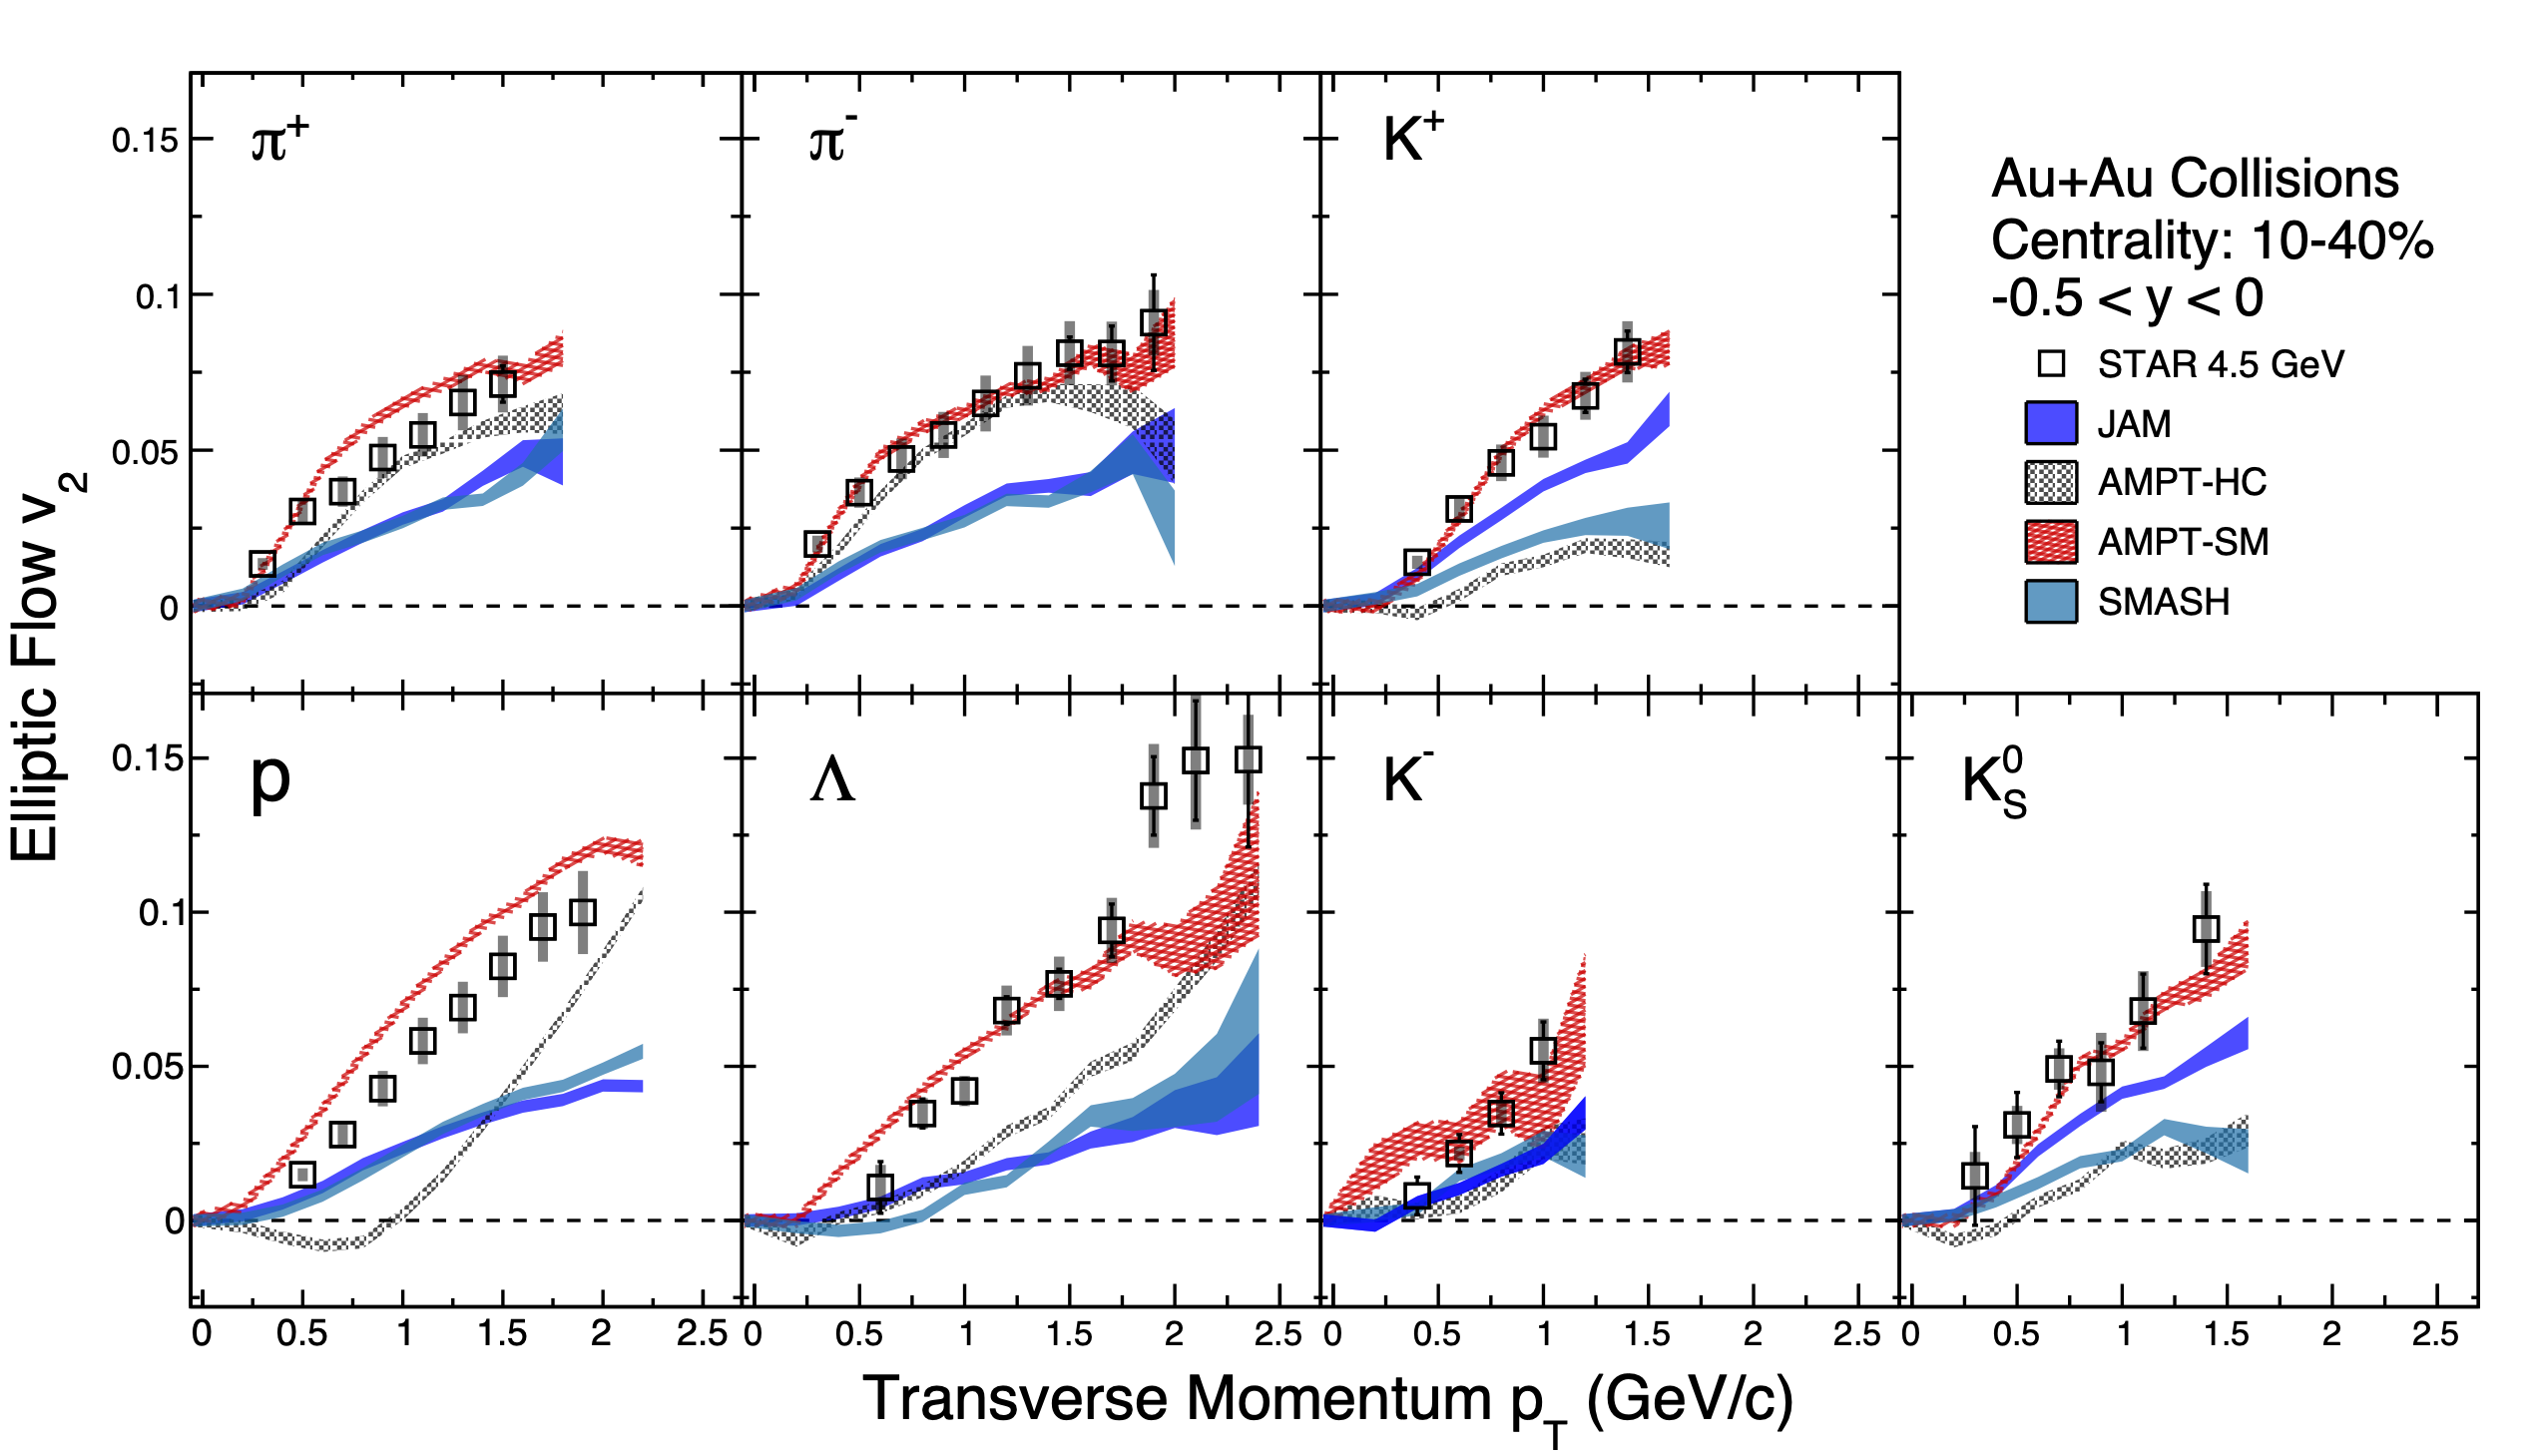 π+
π-
K+
Au+Au Collisions
Centrality: 10-40%
-0.5 < y < 0
STAR 4.5 GeV
JAM
AMPT-HC
AMPT-SM
SMASH
0.15
0.1
0.05
0
Elliptic Flow v2
p
Λ
K-
K0S
0.15
0.1
0.05
0
0 0.5 1 1.5 2 2.5 0 0.5 1 1.5 2 2.5 0 0.5 1 1.5 2 2.5 0 0.5 1 1.5 2 2.5
Transverse Momentum pT (GeV/c)